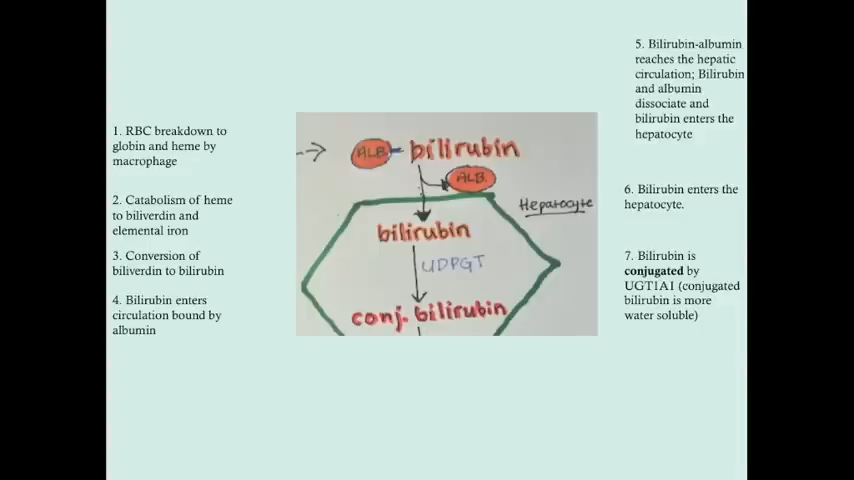 1. RBC breakdown to
globin and heme by
macrophage
2. Catabolism of heme
to biliverdin and
elemental iron
3. Conversion of
biliverdin to bilirubin
4. Bilirubin enters
circulation bound by
albumin
ALB bilirubin
ALB.
Hepatocyte
bilirubin
UDPGT
conj. bilirubin
5. Bilirubin-albumin
reaches the hepatic
circulation; Bilirubin
and albumin
dissociate and
bilirubin enters the
hepatocyte
6. Bilirubin enters the
hepatocyte.
7. Bilirubin is
conjugated by
UGT1A1 (conjugated
bilirubin is more
water soluble)